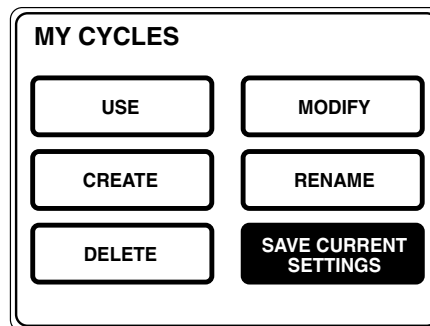 MY CYCLES
USE
MODIFY
CREATE
RENAME
DELETE
SAVE CURRENT
SETTINGS